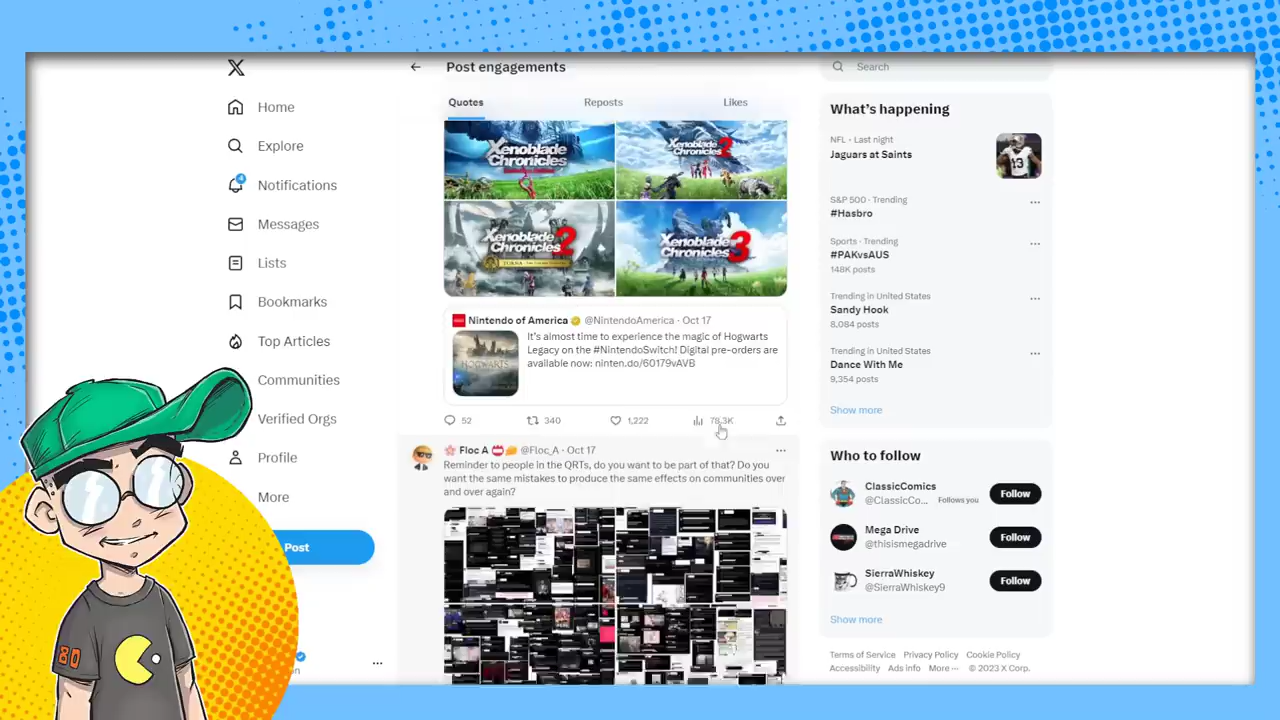 Home
Explore
4
Notifications
Messages
Lists
Bookmarks
Top Articles
Communities
Verified Orgs
Profile
More
Post
80
Post engagements
Quotes
Reposts
Likes
Xenoblade
Chronicles
Xenoblade
Chronicles 2
Xenoblade
Chronicles 2
Xenoblade
Chronicles 3
Nintendo of America @NintendoAmerica · Oct 17
It's almost time to experience the magic of Hogwarts
Legacy on the #NintendoSwitch! Digital pre-orders are
available now: ninten.do/60179vAVB
HOGWARTS
52
340
1,222
78.3K
Floc A @Floc_A · Oct 17
Reminder to people in the QRTs, do you want to be part of that? Do you
want the same mistakes to produce the same effects on communities over
and over again?
Search
What's happening
NFL · Last night
Jaguars at Saints
S&P 500 · Trending
#Hasbro
Sports · Trending
#PAKvsAUS
148K posts
Trending in United States
Sandy Hook
8,084 posts
Trending in United States
Dance With Me
9,354 posts
Show more
Who to follow
ClassicComics
@ClassicCo... Follows you
Follow
Mega Drive
@thisismegadrive
Follow
SierraWhiskey
@SierraWhiskey9
Follow
Show more
Terms of Service Privacy Policy Cookie Policy
Accessibility Ads info More ··· © 2023 X Corp.